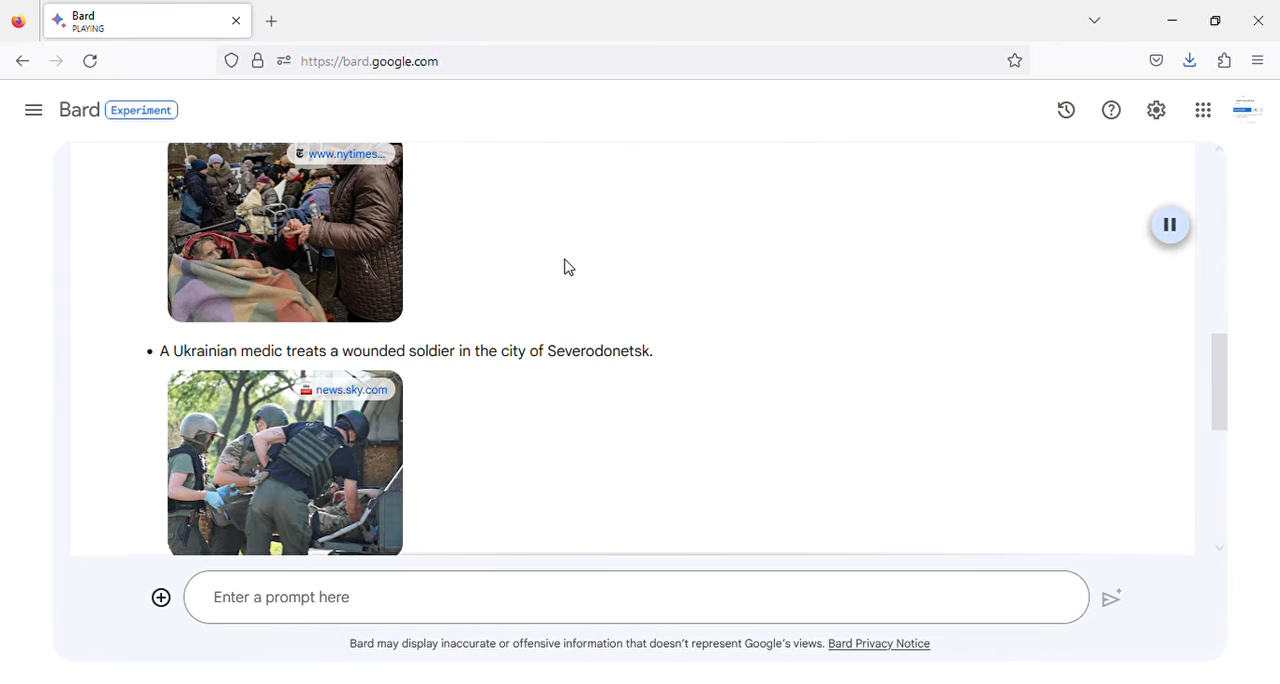 Bard
PLAYING
https://bard.google.com
Bard Experiment
www.nytimes...
• A Ukrainian medic treats a wounded soldier in the city of Severodonetsk.
news.sky.com
Enter a prompt here
Bard may display inaccurate or offensive information that doesn't represent Google's views. Bard Privacy Notice